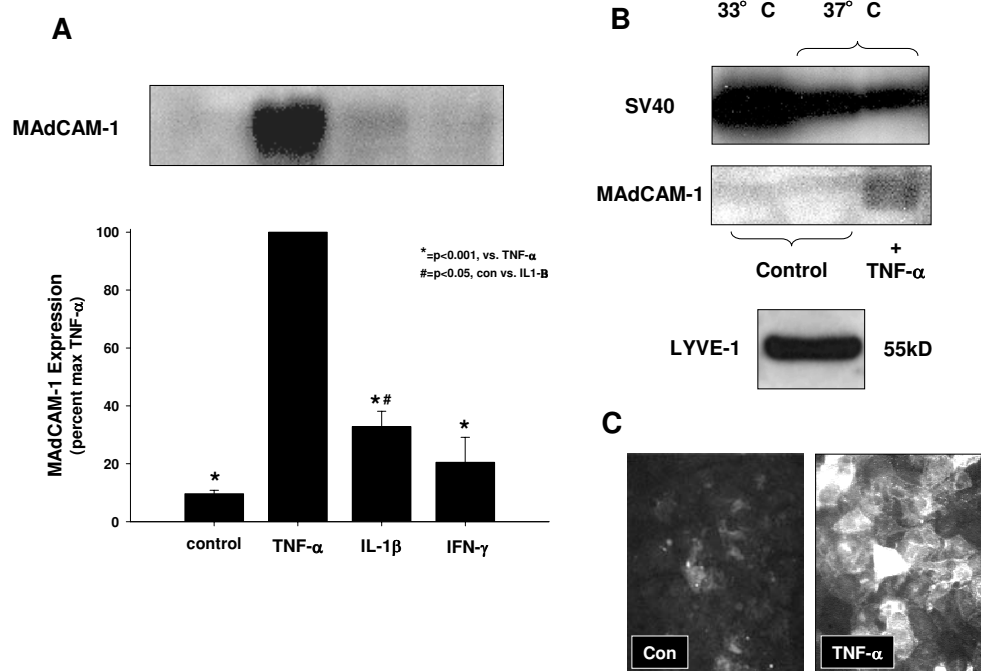 A
MAdCAM-1
MAdCAM-1 Expression
(percent max TNF-α)
100
80
60
40
20
0
*=p<0.001, vs. TNF-α
#=p<0.05, con vs. IL1-B
*
* #
*
control
TNF-α
IL-1β
IFN-γ
B
33° C
37° C
SV40
MAdCAM-1
Control
+
TNF-α
LYVE-1
55kD
C
Con
TNF-α